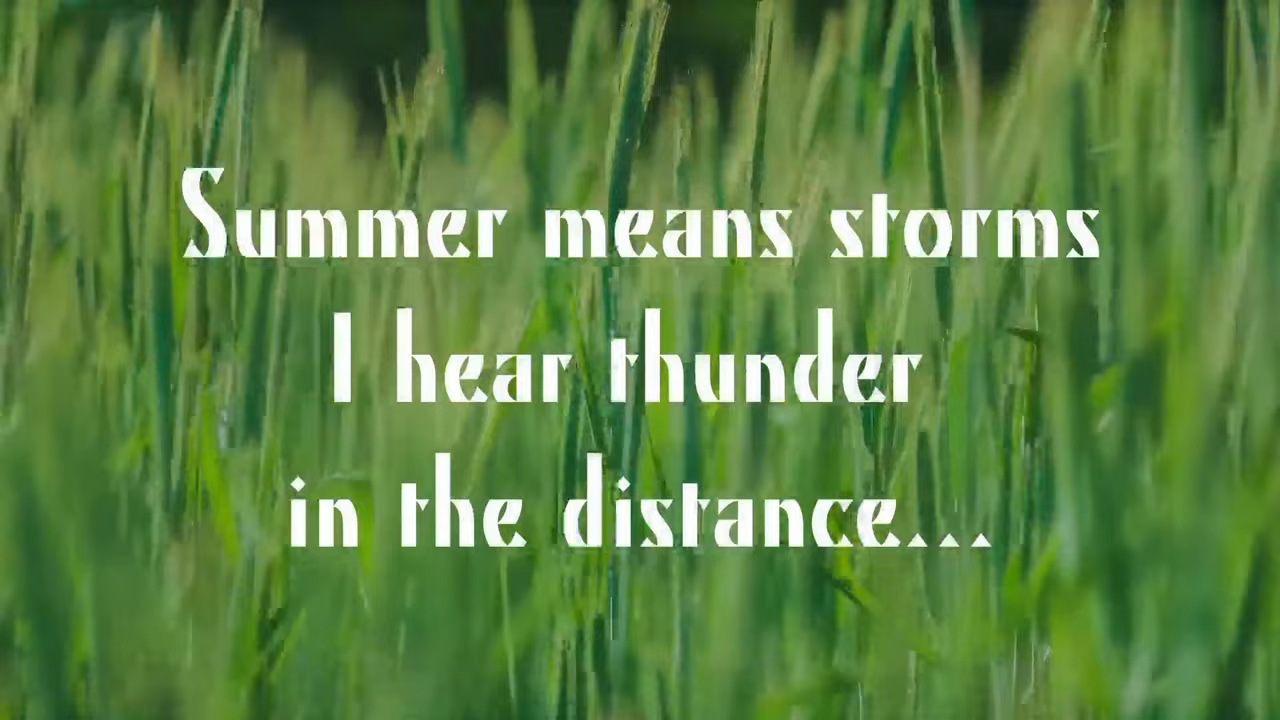 Summer means storms
I hear thunder
in the distance...